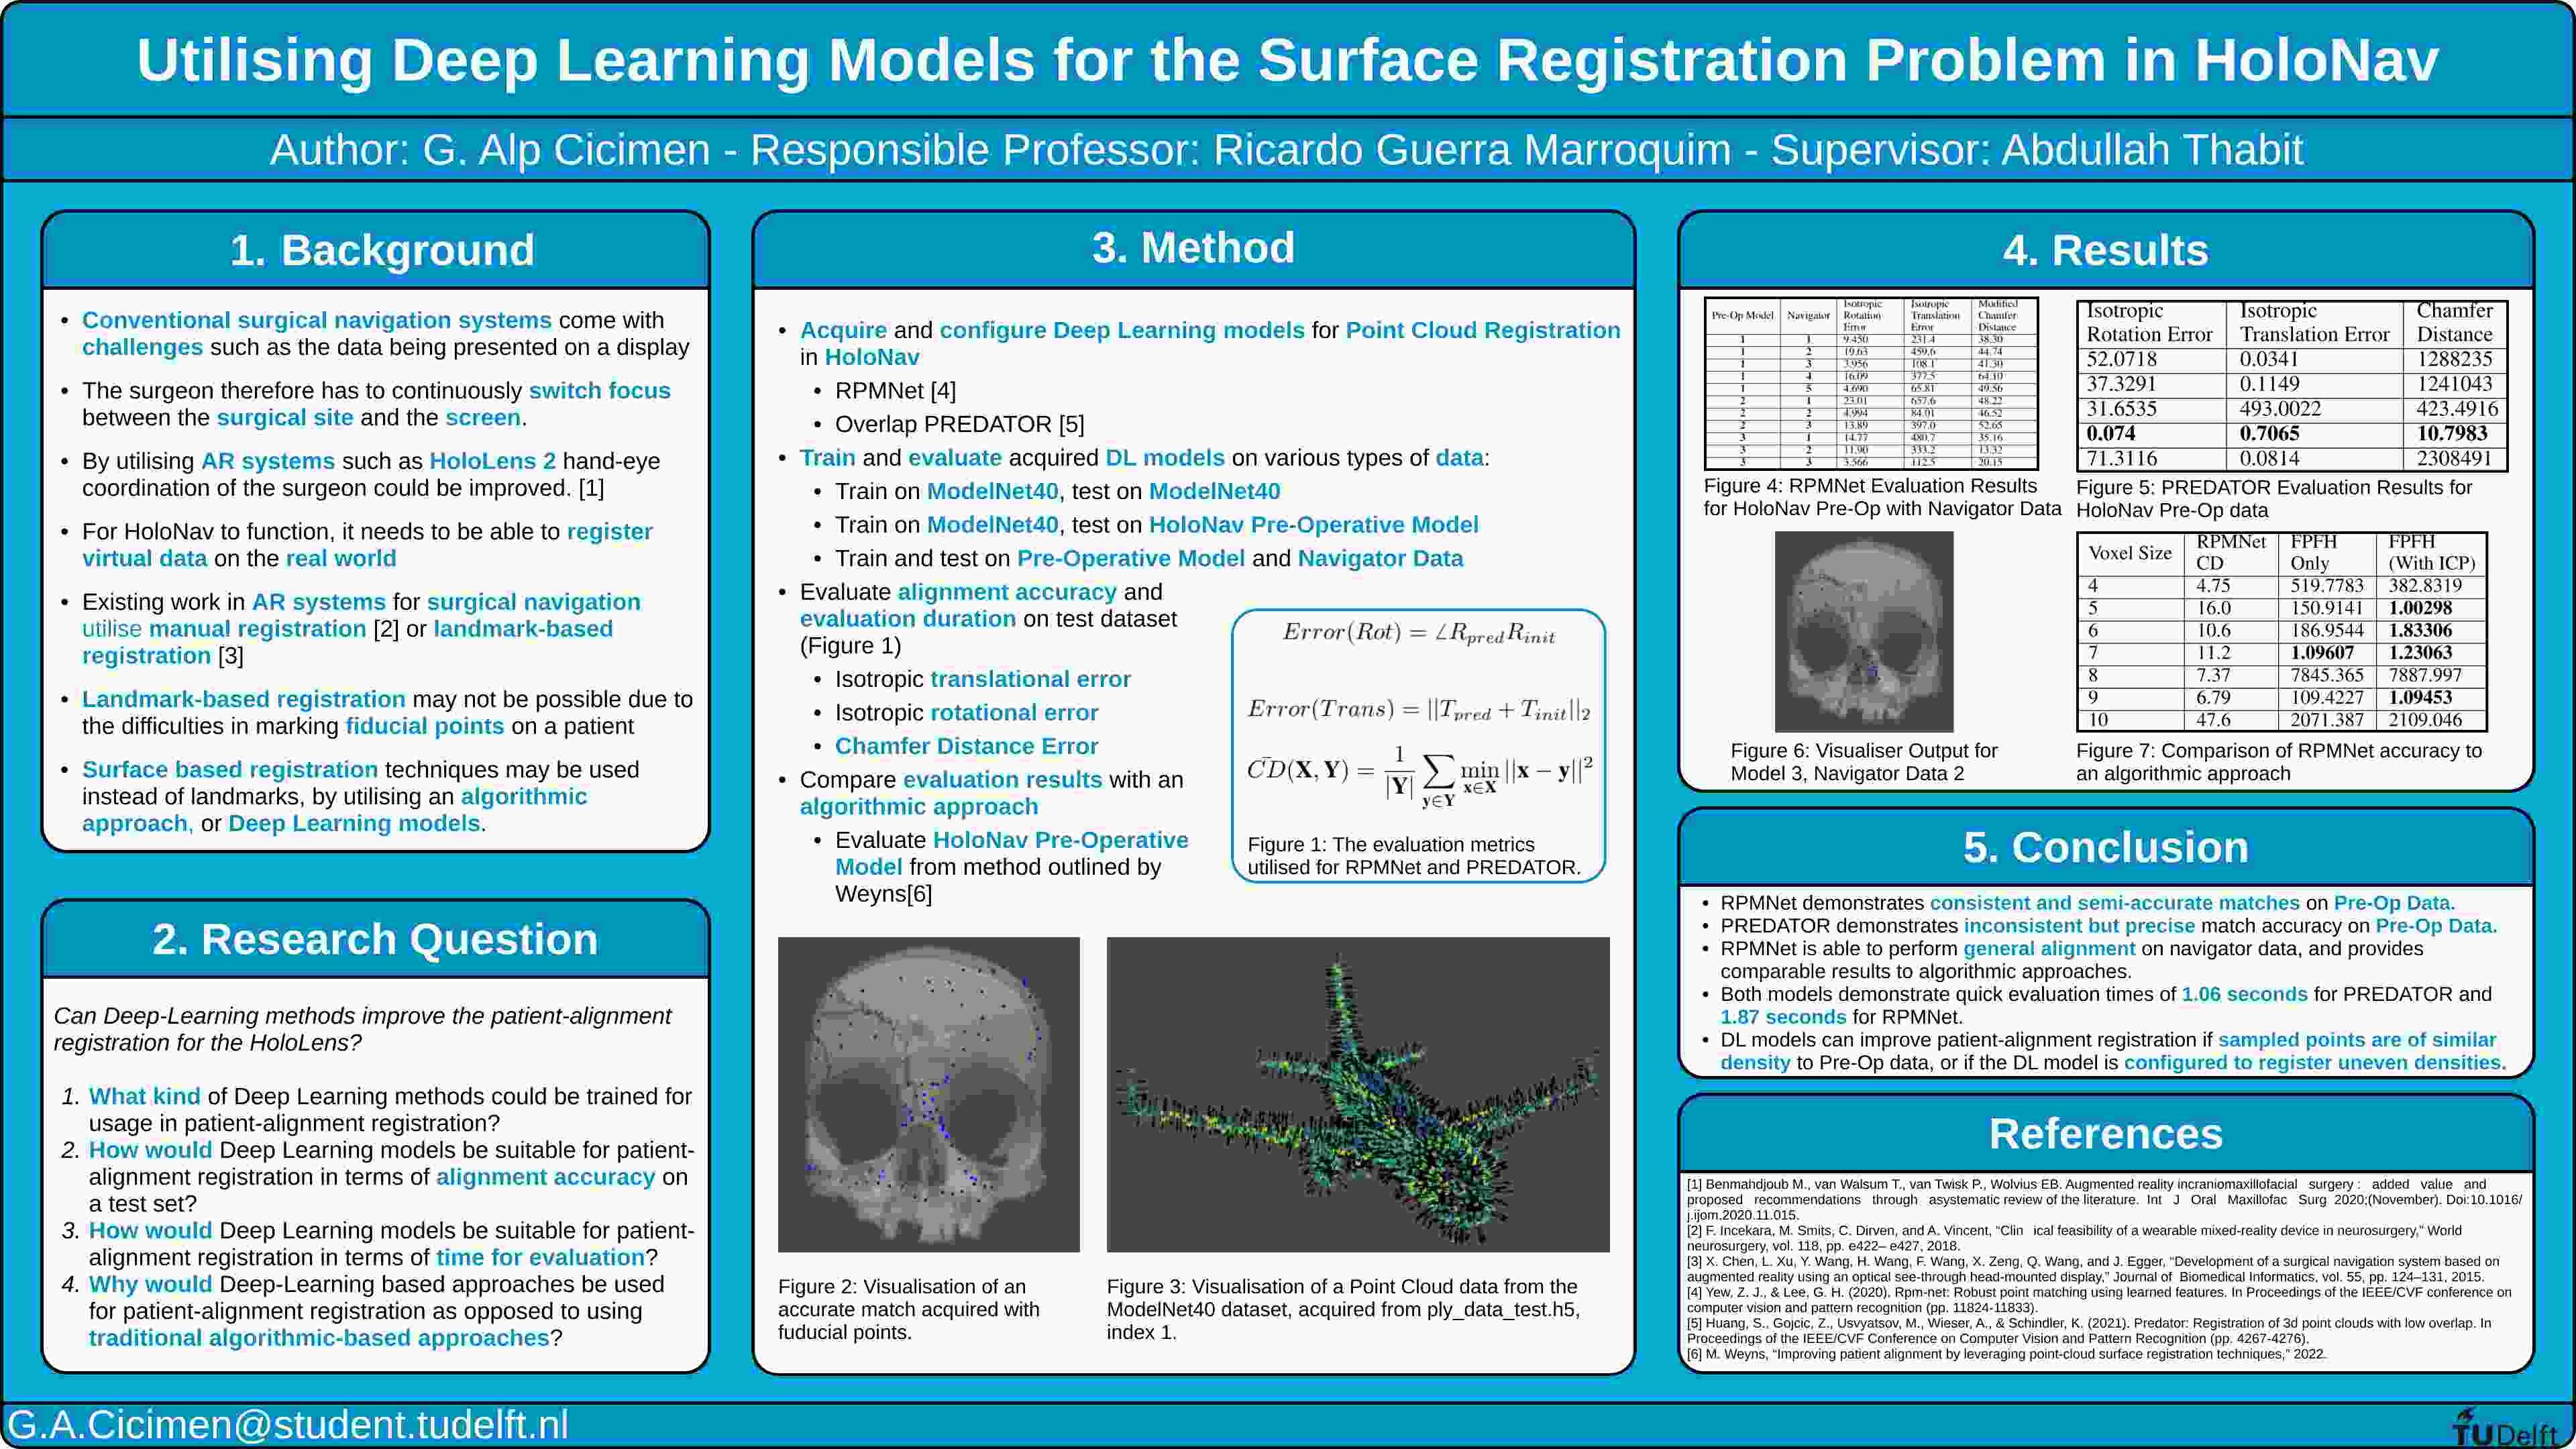 Utilising Deep Learning Models for the Surface Registration Problem in HoloNav
Author: G. Alp Cicimen - Responsible Professor: Ricardo Guerra Marroquim - Supervisor: Abdullah Thabit
1. Background
• Conventional surgical navigation systems come with
challenges such as the data being presented on a display
• The surgeon therefore has to continuously switch focus
between the surgical site and the screen.
• By utilising AR systems such as HoloLens 2 hand-eye
coordination of the surgeon could be improved. [1]
• For HoloNav to function, it needs to be able to register
virtual data on the real world
• Existing work in AR systems for surgical navigation
utilise manual registration [2] or landmark-based
registration [3]
• Landmark-based registration may not be possible due to
the difficulties in marking fiducial points on a patient
• Surface based registration techniques may be used
instead of landmarks, by utilising an algorithmic
approach, or Deep Learning models.
2. Research Question
Can Deep-Learning methods improve the patient-alignment
registration for the HoloLens?
1. What kind of Deep Learning methods could be trained for
usage in patient-alignment registration?
2. How would Deep Learning models be suitable for patient-
alignment registration in terms of alignment accuracy on
a test set?
3. How would Deep Learning models be suitable for patient-
alignment registration in terms of time for evaluation?
4. Why would Deep-Learning based approaches be used
for patient-alignment registration as opposed to using
traditional algorithmic-based approaches?
3. Method
• Acquire and configure Deep Learning models for Point Cloud Registration
in HoloNav
• RPMNet [4]
• Overlap PREDATOR [5]
• Train and evaluate acquired DL models on various types of data:
• Train on ModelNet40, test on ModelNet40
• Train on ModelNet40, test on HoloNav Pre-Operative Model
• Train and test on Pre-Operative Model and Navigator Data
• Evaluate alignment accuracy and
evaluation duration on test dataset
(Figure 1)
• Isotropic translational error
• Isotropic rotational error
• Chamfer Distance Error
• Compare evaluation results with an
algorithmic approach
• Evaluate HoloNav Pre-Operative
Model from method outlined by
Weyns[6]
Error(Rot) = ∠R_pred R_init
Error(Trans) = ||T_pred + T_init||_2
C̃D(X, Y) = 1/|Y| ∑_{y∈Y} min_{x∈X} ||x − y||²
Figure 1: The evaluation metrics
utilised for RPMNet and PREDATOR.
Figure 2: Visualisation of an
accurate match acquired with
fuducial points.
Figure 3: Visualisation of a Point Cloud data from the
ModelNet40 dataset, acquired from ply_data_test.h5,
index 1.
4. Results
Pre-Op Model Navigator Isotropic Rotation Error Isotropic Translation Error Modified Chamfer Distance
1 1 9.450 231.4 38.30
1 2 19.63 459.6 44.74
1 3 3.956 108.1 41.30
1 4 16.09 377.5 64.10
1 5 4.690 65.81 49.56
2 1 23.01 657.6 48.22
2 2 4.994 84.01 46.52
2 3 13.89 397.0 52.65
3 1 14.77 480.7 35.16
3 2 11.90 333.2 13.32
3 3 3.566 112.5 20.15
Figure 4: RPMNet Evaluation Results
for HoloNav Pre-Op with Navigator Data
Isotropic Rotation Error Isotropic Translation Error Chamfer Distance
52.0718 0.0341 1288235
37.3291 0.1149 1241043
31.6535 493.0022 423.4916
0.074 0.7065 10.7983
71.3116 0.0814 2308491
Figure 5: PREDATOR Evaluation Results for
HoloNav Pre-Op data
Figure 6: Visualiser Output for
Model 3, Navigator Data 2
Voxel Size RPMNet CD FPFH Only FPFH (With ICP)
4 4.75 519.7783 382.8319
5 16.0 150.9141 1.00298
6 10.6 186.9544 1.83306
7 11.2 1.09607 1.23063
8 7.37 7845.365 7887.997
9 6.79 109.4227 1.09453
10 47.6 2071.387 2109.046
Figure 7: Comparison of RPMNet accuracy to
an algorithmic approach
5. Conclusion
• RPMNet demonstrates consistent and semi-accurate matches on Pre-Op Data.
• PREDATOR demonstrates inconsistent but precise match accuracy on Pre-Op Data.
• RPMNet is able to perform general alignment on navigator data, and provides
comparable results to algorithmic approaches.
• Both models demonstrate quick evaluation times of 1.06 seconds for PREDATOR and
1.87 seconds for RPMNet.
• DL models can improve patient-alignment registration if sampled points are of similar
density to Pre-Op data, or if the DL model is configured to register uneven densities.
References
[1] Benmahdjoub M., van Walsum T., van Twisk P., Wolvius EB. Augmented reality incraniomaxillofacial surgery : added value and
proposed recommendations through asystematic review of the literature. Int J Oral Maxillofac Surg 2020;(November). Doi:10.1016/
j.ijom.2020.11.015.
[2] F. Incekara, M. Smits, C. Dirven, and A. Vincent, “Clin ical feasibility of a wearable mixed-reality device in neurosurgery,” World
neurosurgery, vol. 118, pp. e422– e427, 2018.
[3] X. Chen, L. Xu, Y. Wang, H. Wang, F. Wang, X. Zeng, Q. Wang, and J. Egger, “Development of a surgical navigation system based on
augmented reality using an optical see-through head-mounted display,” Journal of Biomedical Informatics, vol. 55, pp. 124–131, 2015.
[4] Yew, Z. J., & Lee, G. H. (2020). Rpm-net: Robust point matching using learned features. In Proceedings of the IEEE/CVF conference on
computer vision and pattern recognition (pp. 11824-11833).
[5] Huang, S., Gojcic, Z., Usvyatsov, M., Wieser, A., & Schindler, K. (2021). Predator: Registration of 3d point clouds with low overlap. In
Proceedings of the IEEE/CVF Conference on Computer Vision and Pattern Recognition (pp. 4267-4276).
[6] M. Weyns, “Improving patient alignment by leveraging point-cloud surface registration techniques,” 2022.
G.A.Cicimen@student.tudelft.nl
TUDelft